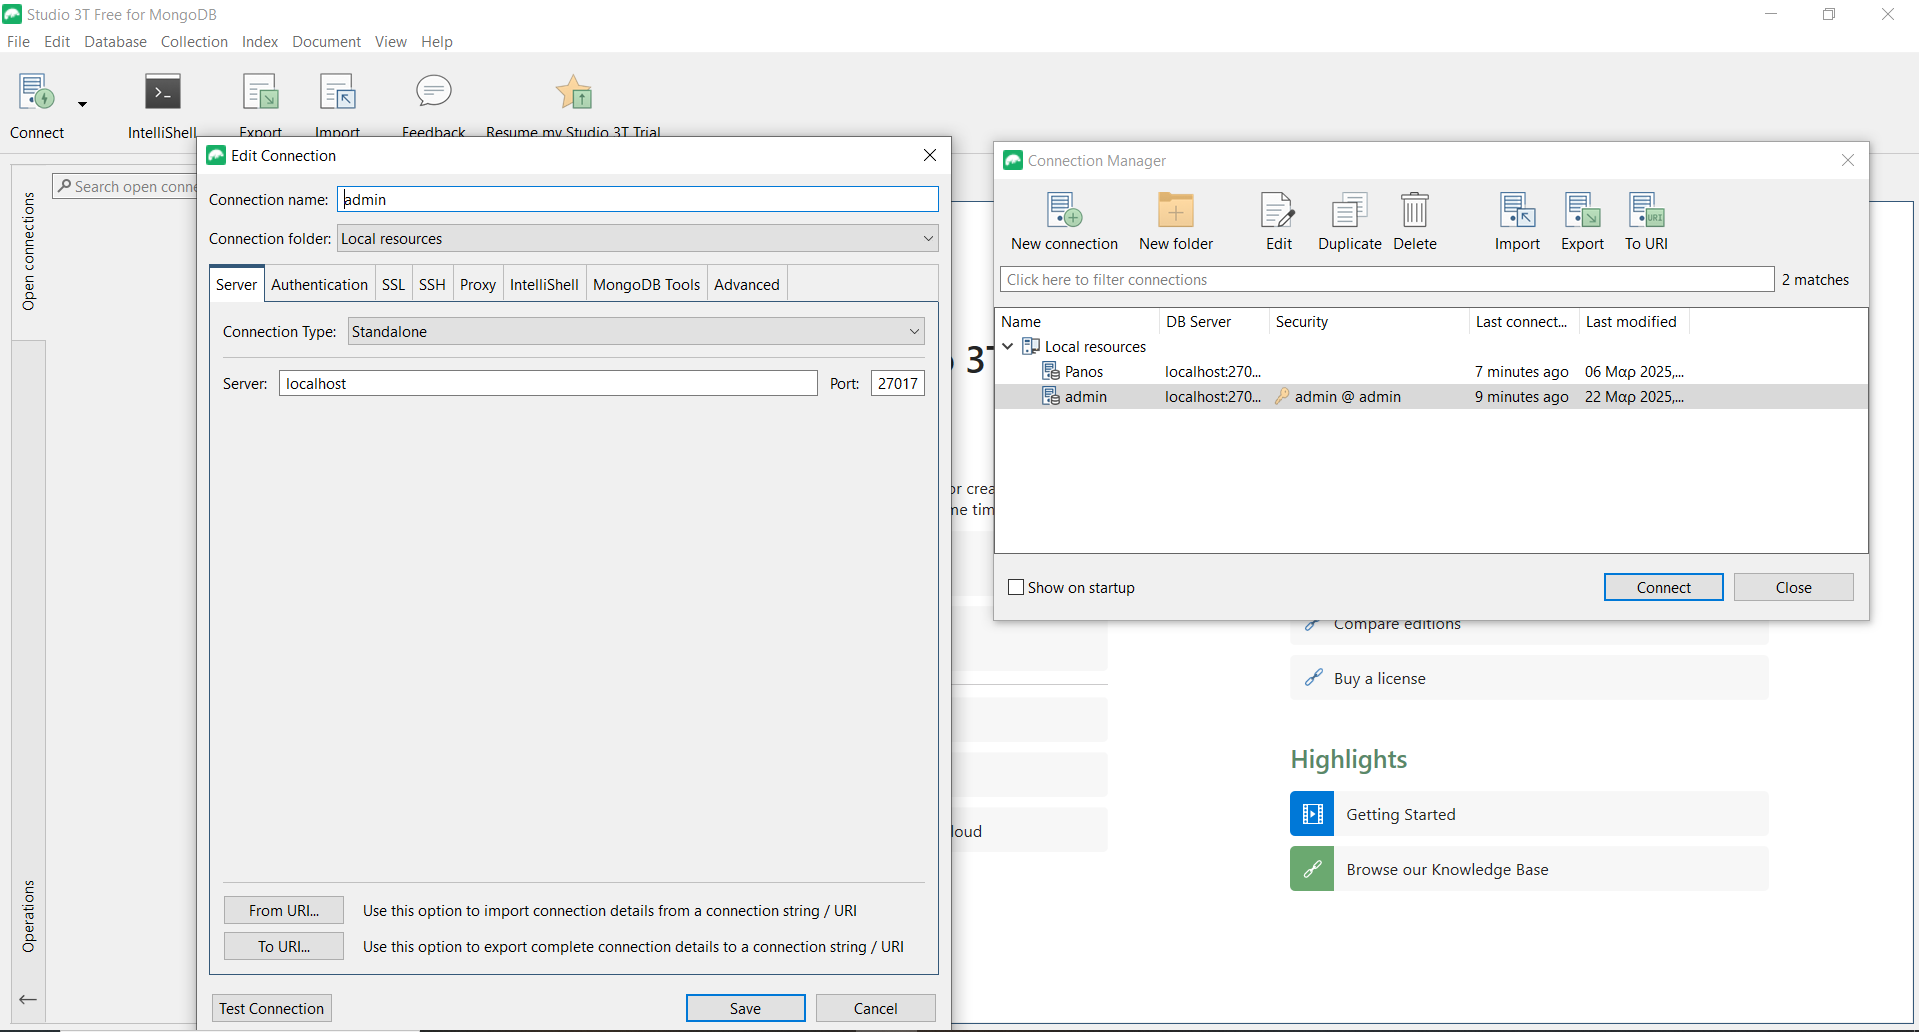 Studio 3T Free for MongoDB
File Edit Database Collection Index Document View Help
Connect IntelliShell Export Import Feedback Resume my Studio 3T Trial
Open connections
Search open conne
Operations
Edit Connection
Connection name: admin
Connection folder: Local resources
Server Authentication SSL SSH Proxy IntelliShell MongoDB Tools Advanced
Connection Type: Standalone
Server: localhost Port: 27017
From URI... Use this option to import connection details from a connection string / URI
To URI... Use this option to export complete connection details to a connection string / URI
Test Connection Save Cancel
3T
or crea
me tim
loud
Connection Manager
New connection New folder Edit Duplicate Delete Import Export To URI
URI
Click here to filter connections 2 matches
Name DB Server Security Last connect... Last modified
Local resources
Panos localhost:270... 7 minutes ago 06 Μαρ 2025,...
admin localhost:270... admin @ admin 9 minutes ago 22 Μαρ 2025,...
Show on startup Connect Close
Compare editions
Buy a license
Highlights
Getting Started
Browse our Knowledge Base